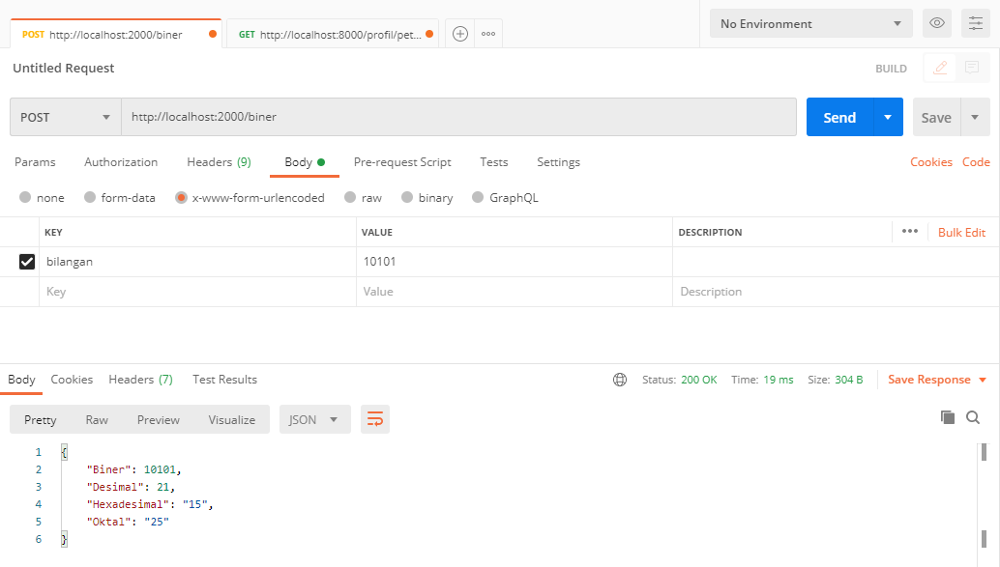 POST http://localhost:2000/biner GET http://localhost:8000/profil/pet... No Environment
Untitled Request BUILD
POST http://localhost:2000/biner Send Save
Params Authorization Headers (9) Body Pre-request Script Tests Settings Cookies Code
none form-data x-www-form-urlencoded raw binary GraphQL
KEY VALUE DESCRIPTION Bulk Edit
bilangan 10101
Key Value Description
Body Cookies Headers (7) Test Results Status: 200 OK Time: 19 ms Size: 304 B Save Response
Pretty Raw Preview Visualize JSON
1 {
2 "Biner": 10101,
3 "Desimal": 21,
4 "Hexadesimal": "15",
5 "Oktal": "25"
6 }